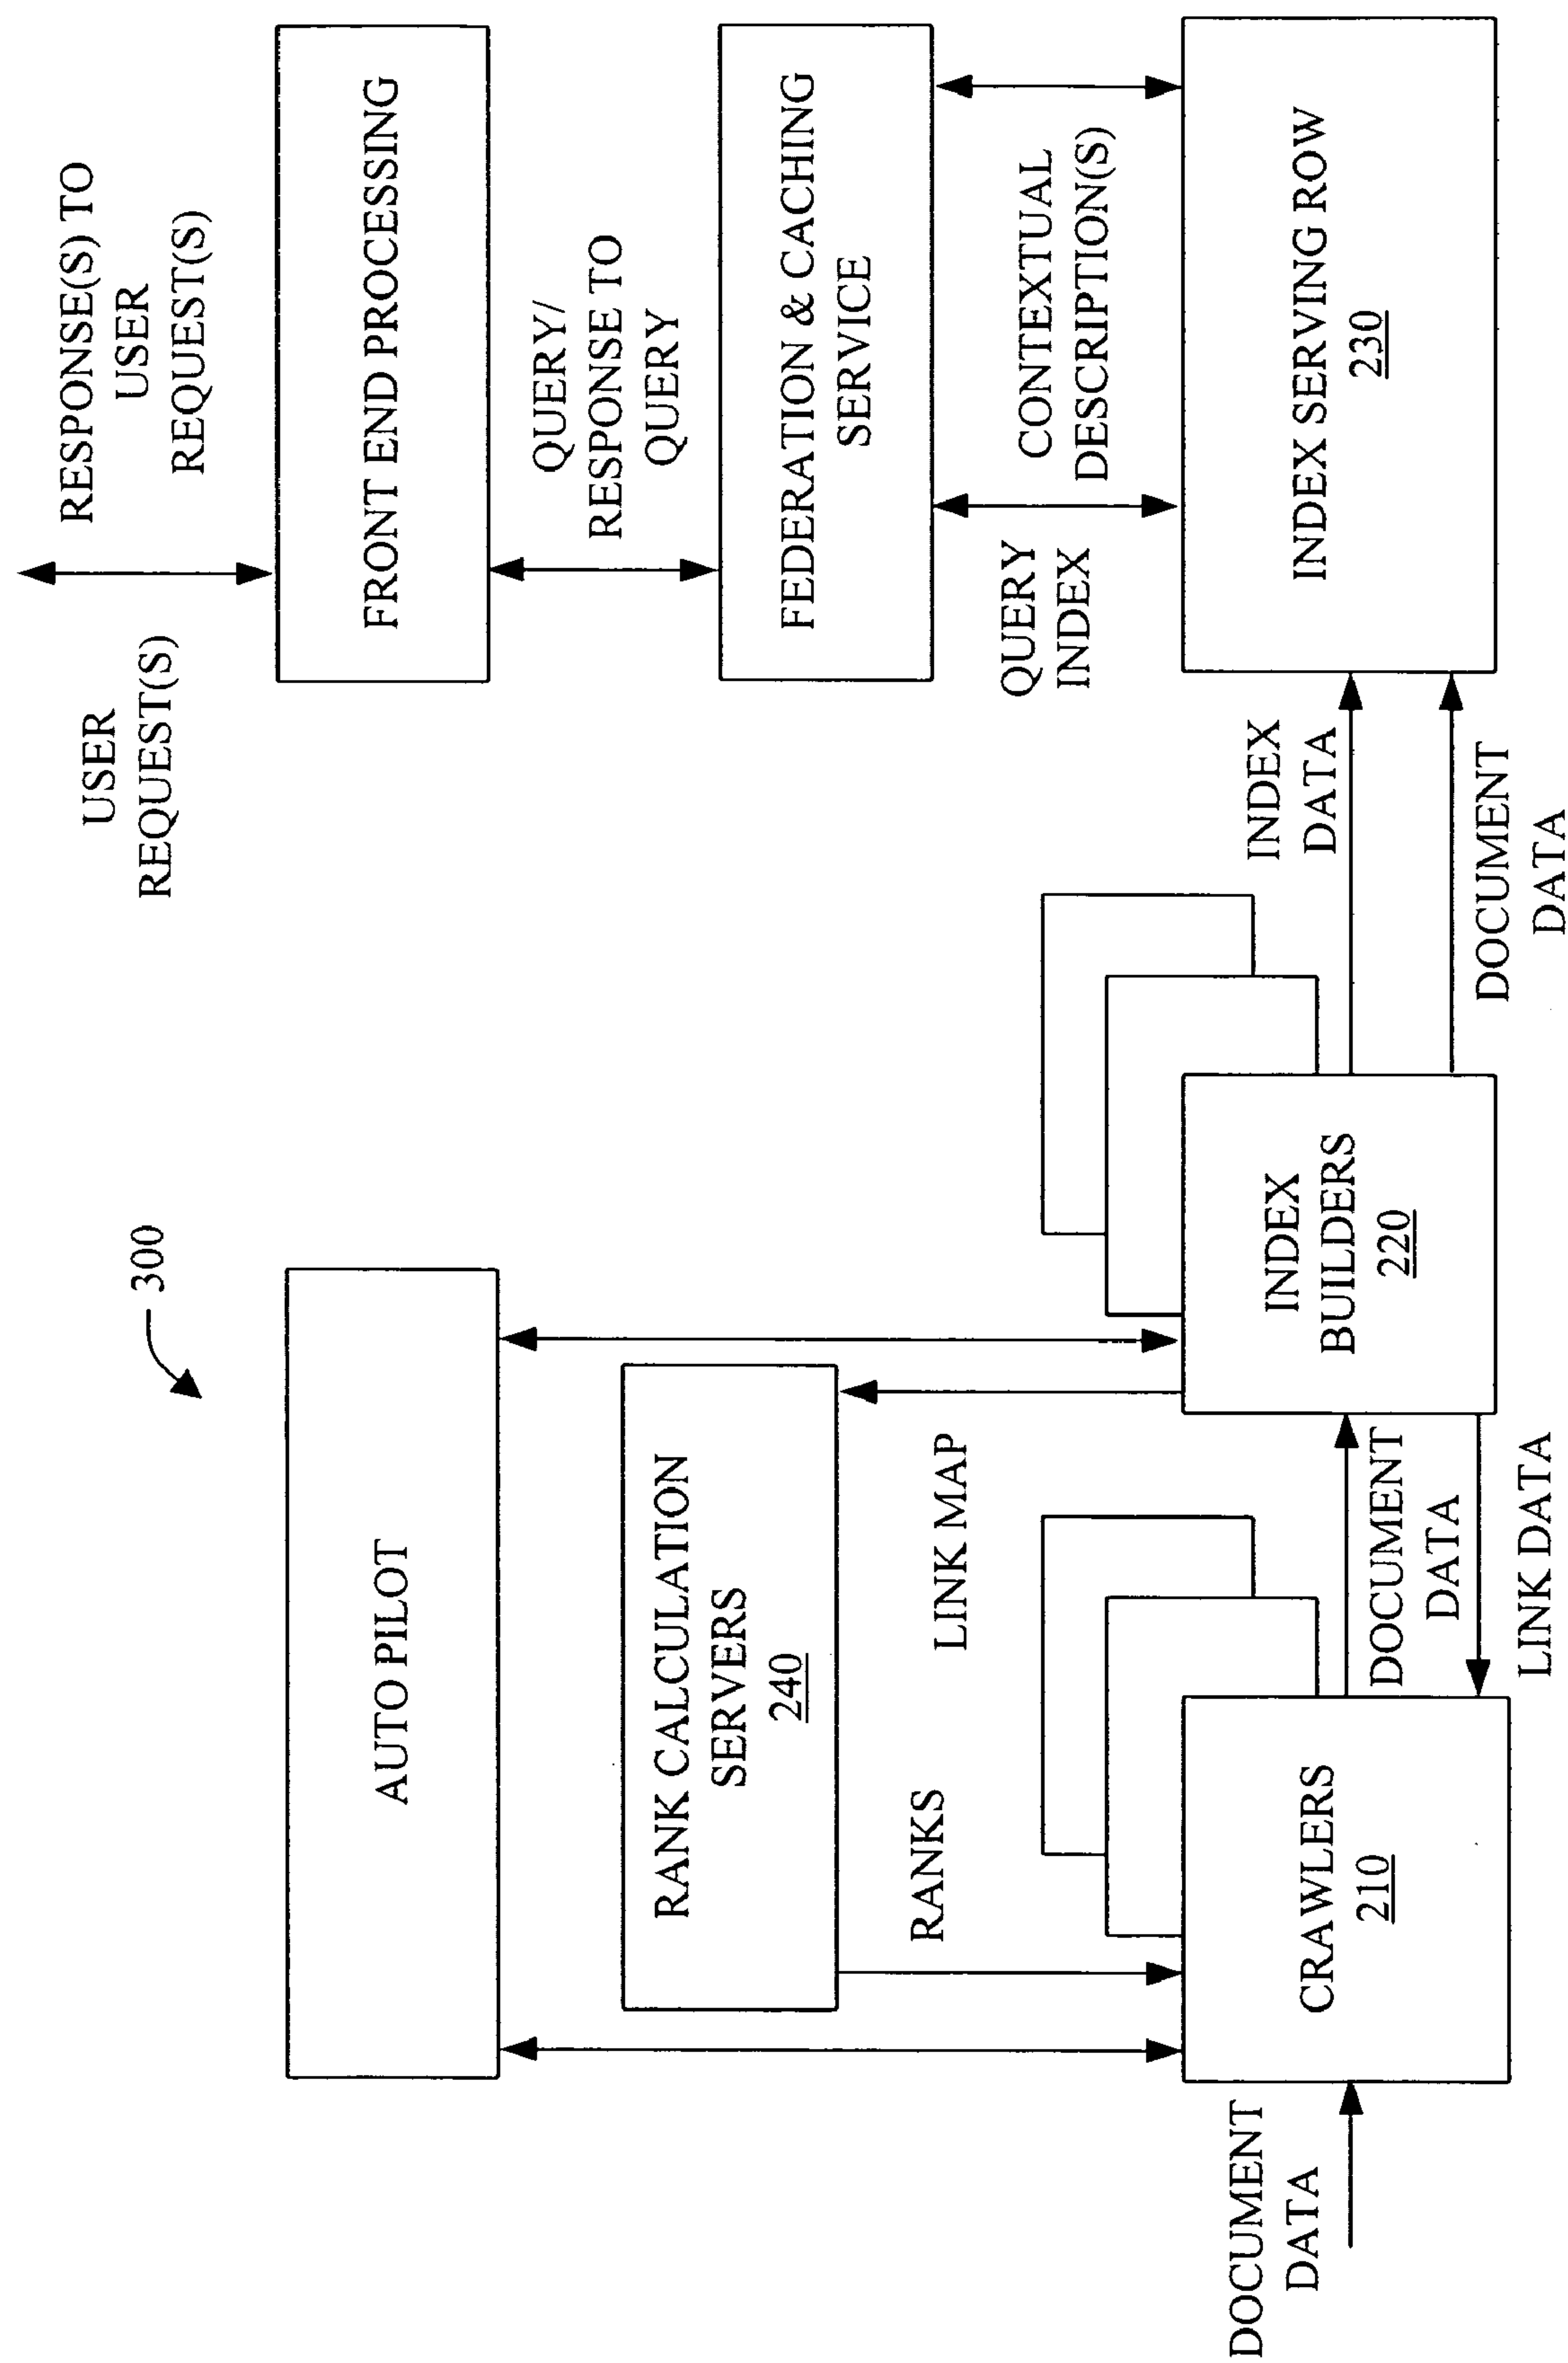 300
USER
REQUEST(S)
RESPONSE(S) TO
USER
REQUEST(S)
AUTO PILOT
FRONT END PROCESSING
QUERY/
RESPONSE TO
QUERY
RANK CALCULATION
SERVERS
240
FEDERATION & CACHING
SERVICE
RANKS
LINK MAP
QUERY
INDEX
CONTEXTUAL
DESCRIPTION(S)
DOCUMENT
DATA
CRAWLERS
210
DOCUMENT
DATA
LINK DATA
INDEX
BUILDERS
220
INDEX
DATA
DOCUMENT
DATA
INDEX SERVING ROW
230